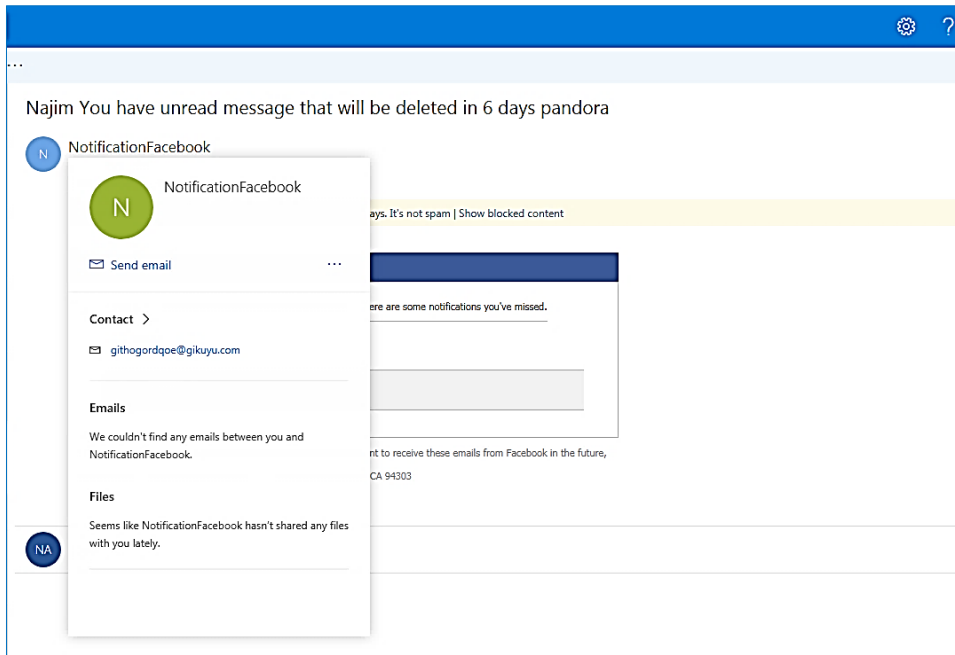 ?
...
Najim You have unread message that will be deleted in 6 days pandora
N
NotificationFacebook
N
NotificationFacebook
ays. It's not spam | Show blocked content
Send email
...
ere are some notifications you've missed.
Contact >
githogordqoe@gikuyu.com
Emails
We couldn't find any emails between you and
NotificationFacebook.
nt to receive these emails from Facebook in the future,
CA 94303
Files
Seems like NotificationFacebook hasn't shared any files
with you lately.
NA